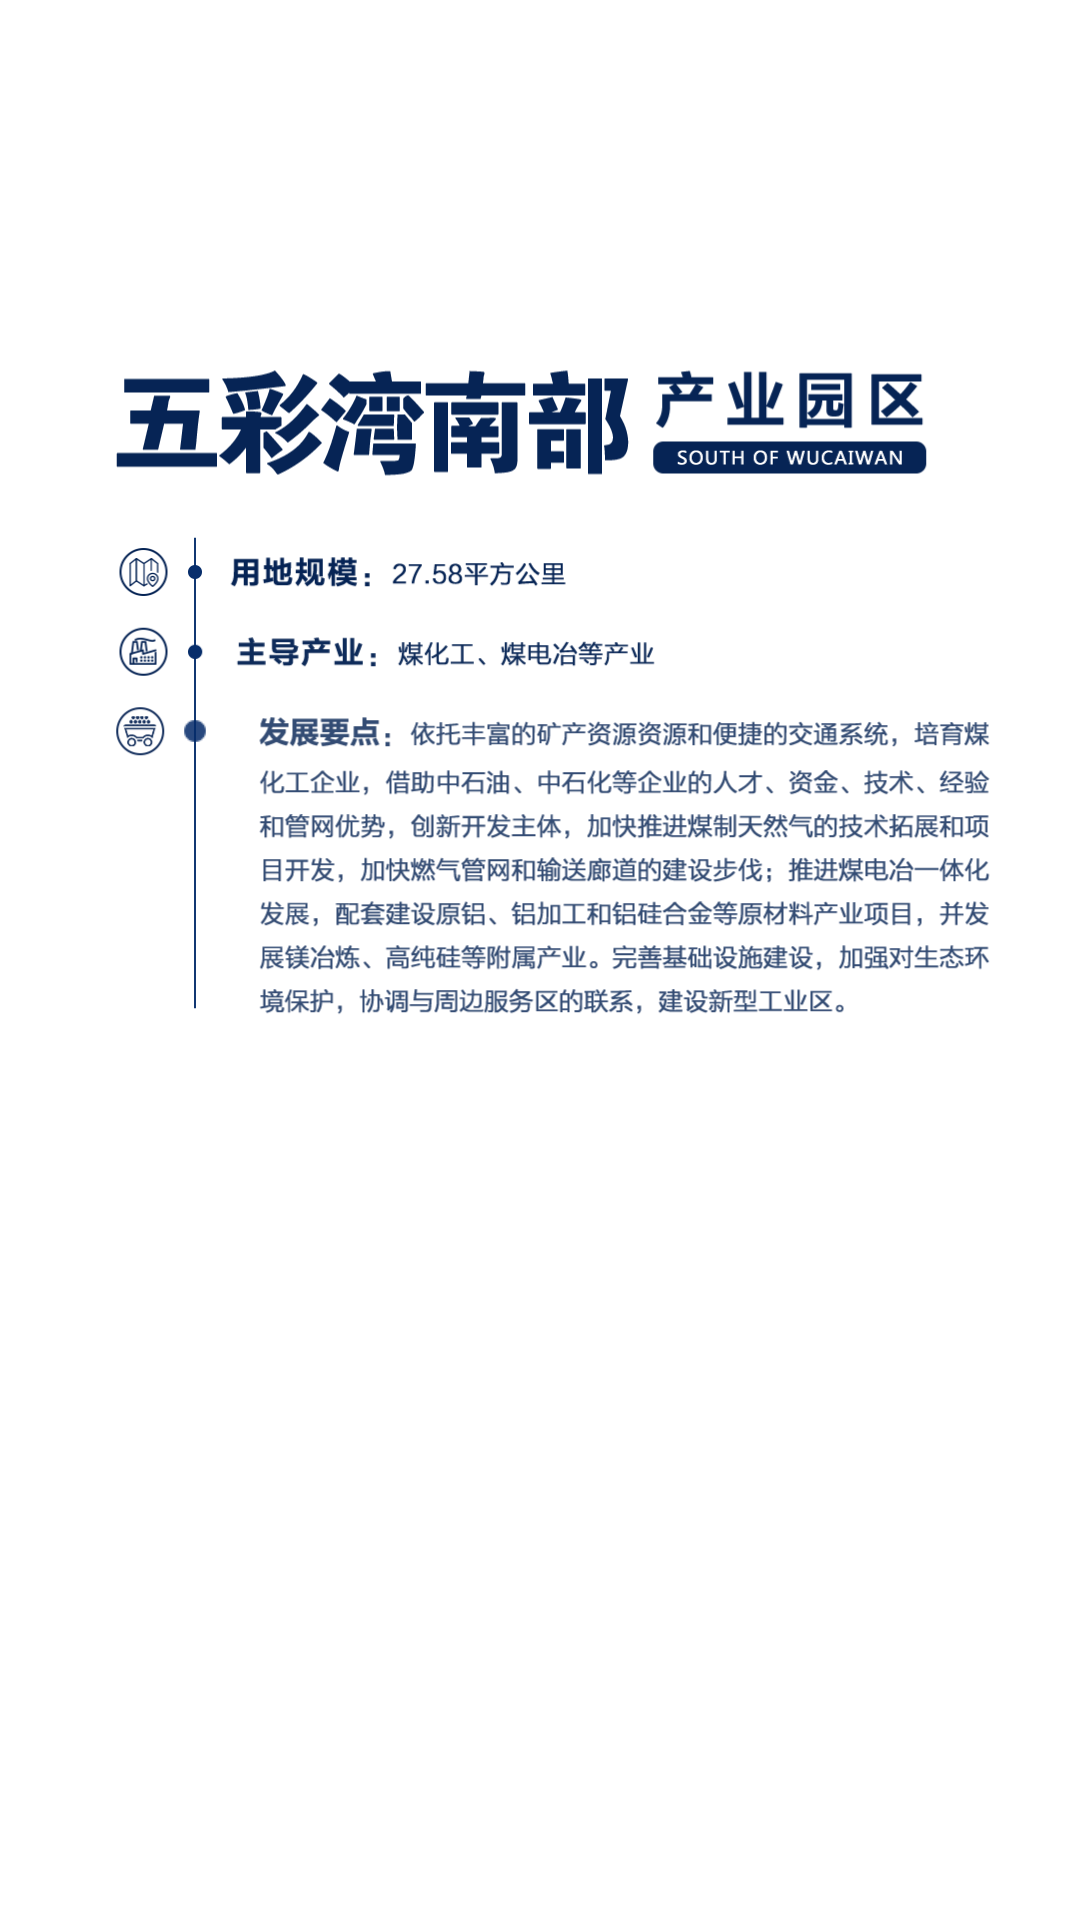 五彩湾南部 产业园区
SOUTH OF WUCAIWAN
用地规模：27.58平方公里
主导产业：煤化工、煤电冶等产业
发展要点：依托丰富的矿产资源资源和便捷的交通系统，培育煤
化工企业，借助中石油、中石化等企业的人才、资金、技术、经验
和管网优势，创新开发主体，加快推进煤制天然气的技术拓展和项
目开发，加快燃气管网和输送廊道的建设步伐；推进煤电冶一体化
发展，配套建设原铝、铝加工和铝硅合金等原材料产业项目，并发
展镁冶炼、高纯硅等附属产业。完善基础设施建设，加强对生态环
境保护，协调与周边服务区的联系，建设新型工业区。